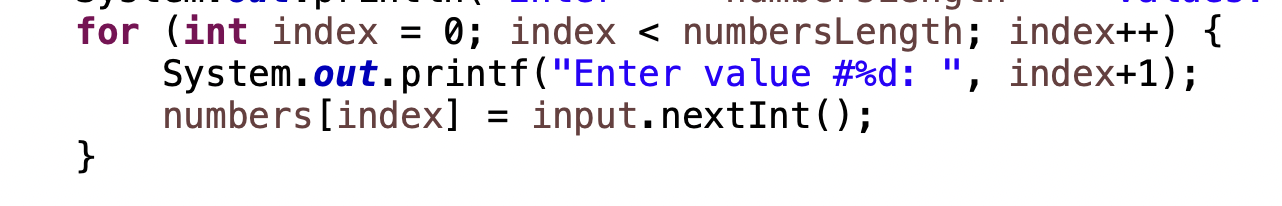 for (int index = 0; index < numbersLength; index++) {
System.out.printf("Enter value #%d: ", index+1);
numbers[index] = input.nextInt();
}